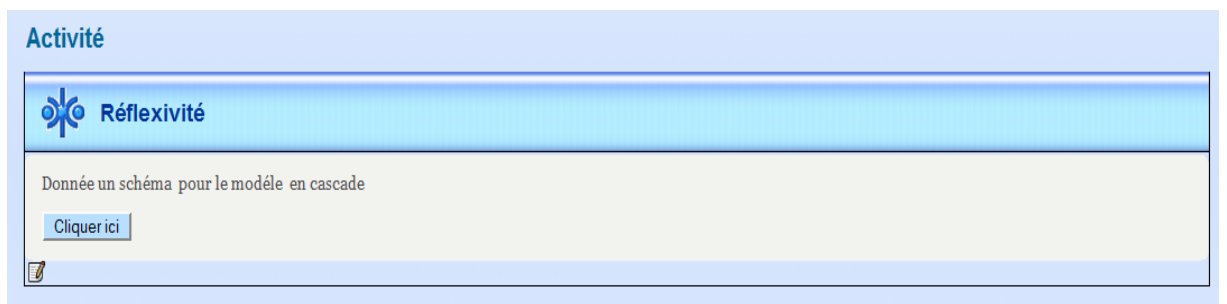 Activité
Réflexivité
Donnée un schéma pour le modéle en cascade
Cliquer ici